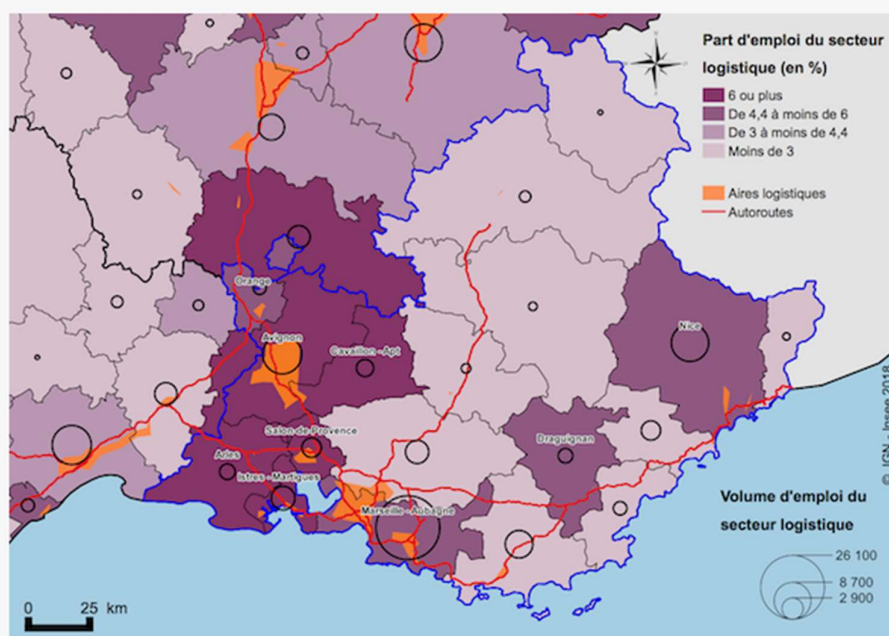 Part d'emploi du secteur
logistique (en %)
6 ou plus
De 4,4 à moins de 6
De 3 à moins de 4,4
Moins de 3
Aires logistiques
Autoroutes
Orange
Avignon
Cavaillon - Apt
Nice
Salon-de-Provence
Arles
Istres - Martigues
Draguignan
Marseille - Aubagne
© IGN - Insee 2018
Volume d'emploi du
secteur logistique
26 100
8 700
2 900
0 25 km